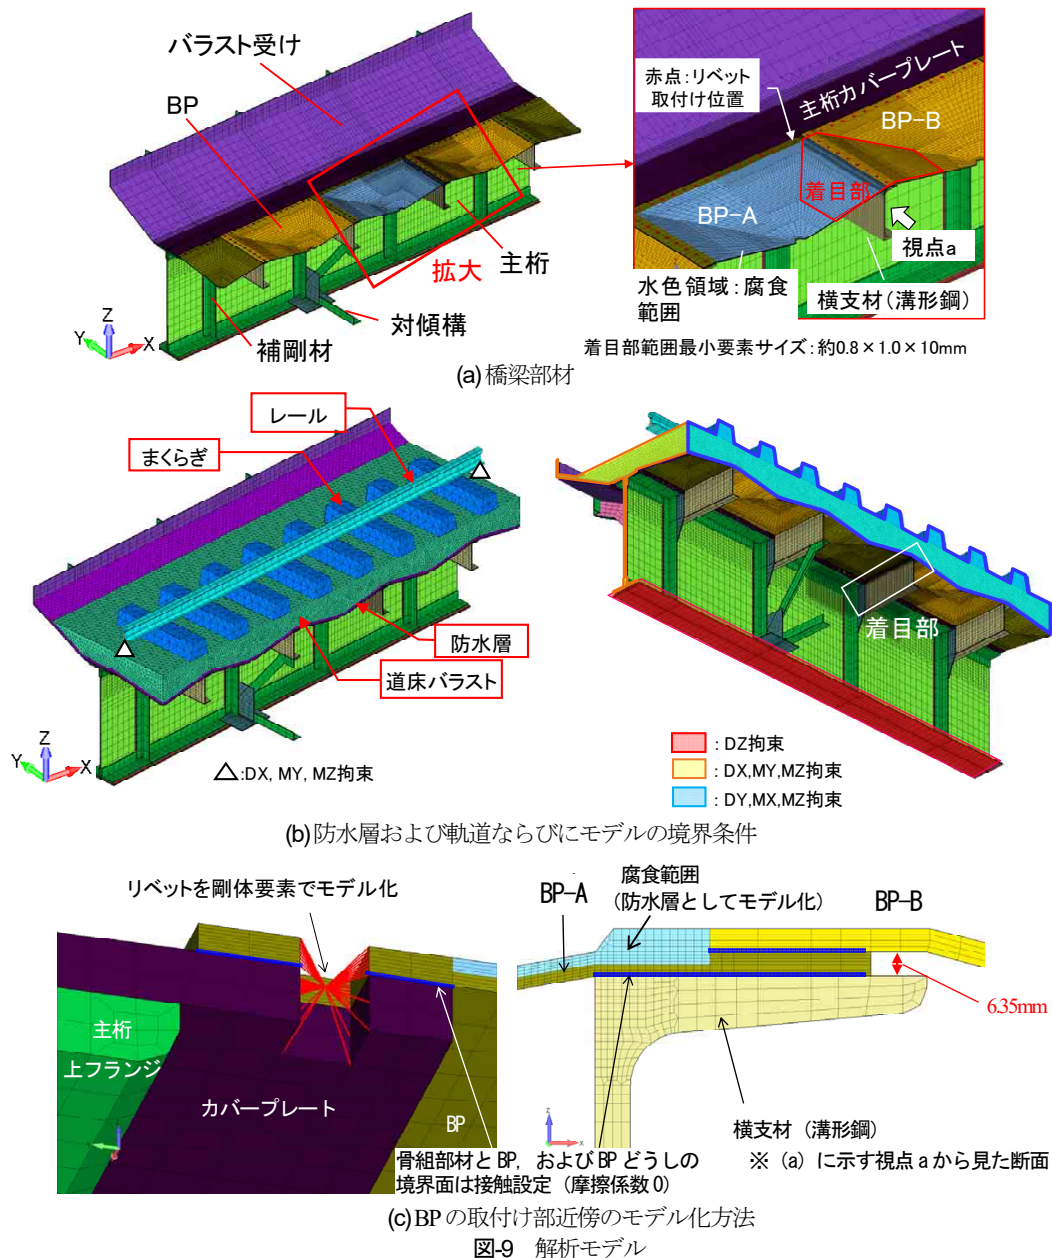 バラスト受け
BP
拡大
主桁
対傾構
補剛材
Z
Y
X
赤点：リベット
取付け位置
主桁カバープレート
BP-B
着目部
BP-A
視点a
水色領域：腐食
範囲
横支材（溝形鋼）
着目部範囲最小要素サイズ：約0.8×1.0×10mm
(a) 橋梁部材
レール
まくらぎ
防水層
道床バラスト
着目部
Z
Y
X
△:DX, MY, MZ拘束
：DZ拘束
：DX,MY,MZ拘束
：DY,MX,MZ拘束
(b) 防水層および軌道ならびにモデルの境界条件
リベットを剛体要素でモデル化
主桁
上フランジ
カバープレート
BP
骨組部材と BP， および BP どうしの
境界面は接触設定（摩擦係数 0）
BP-A
腐食範囲
（防水層としてモデル化）
BP-B
6.35mm
z
x
横支材（溝形鋼）
※（a）に示す視点 a から見た断面
(c) BP の取付け部近傍のモデル化方法
図-9 解析モデル